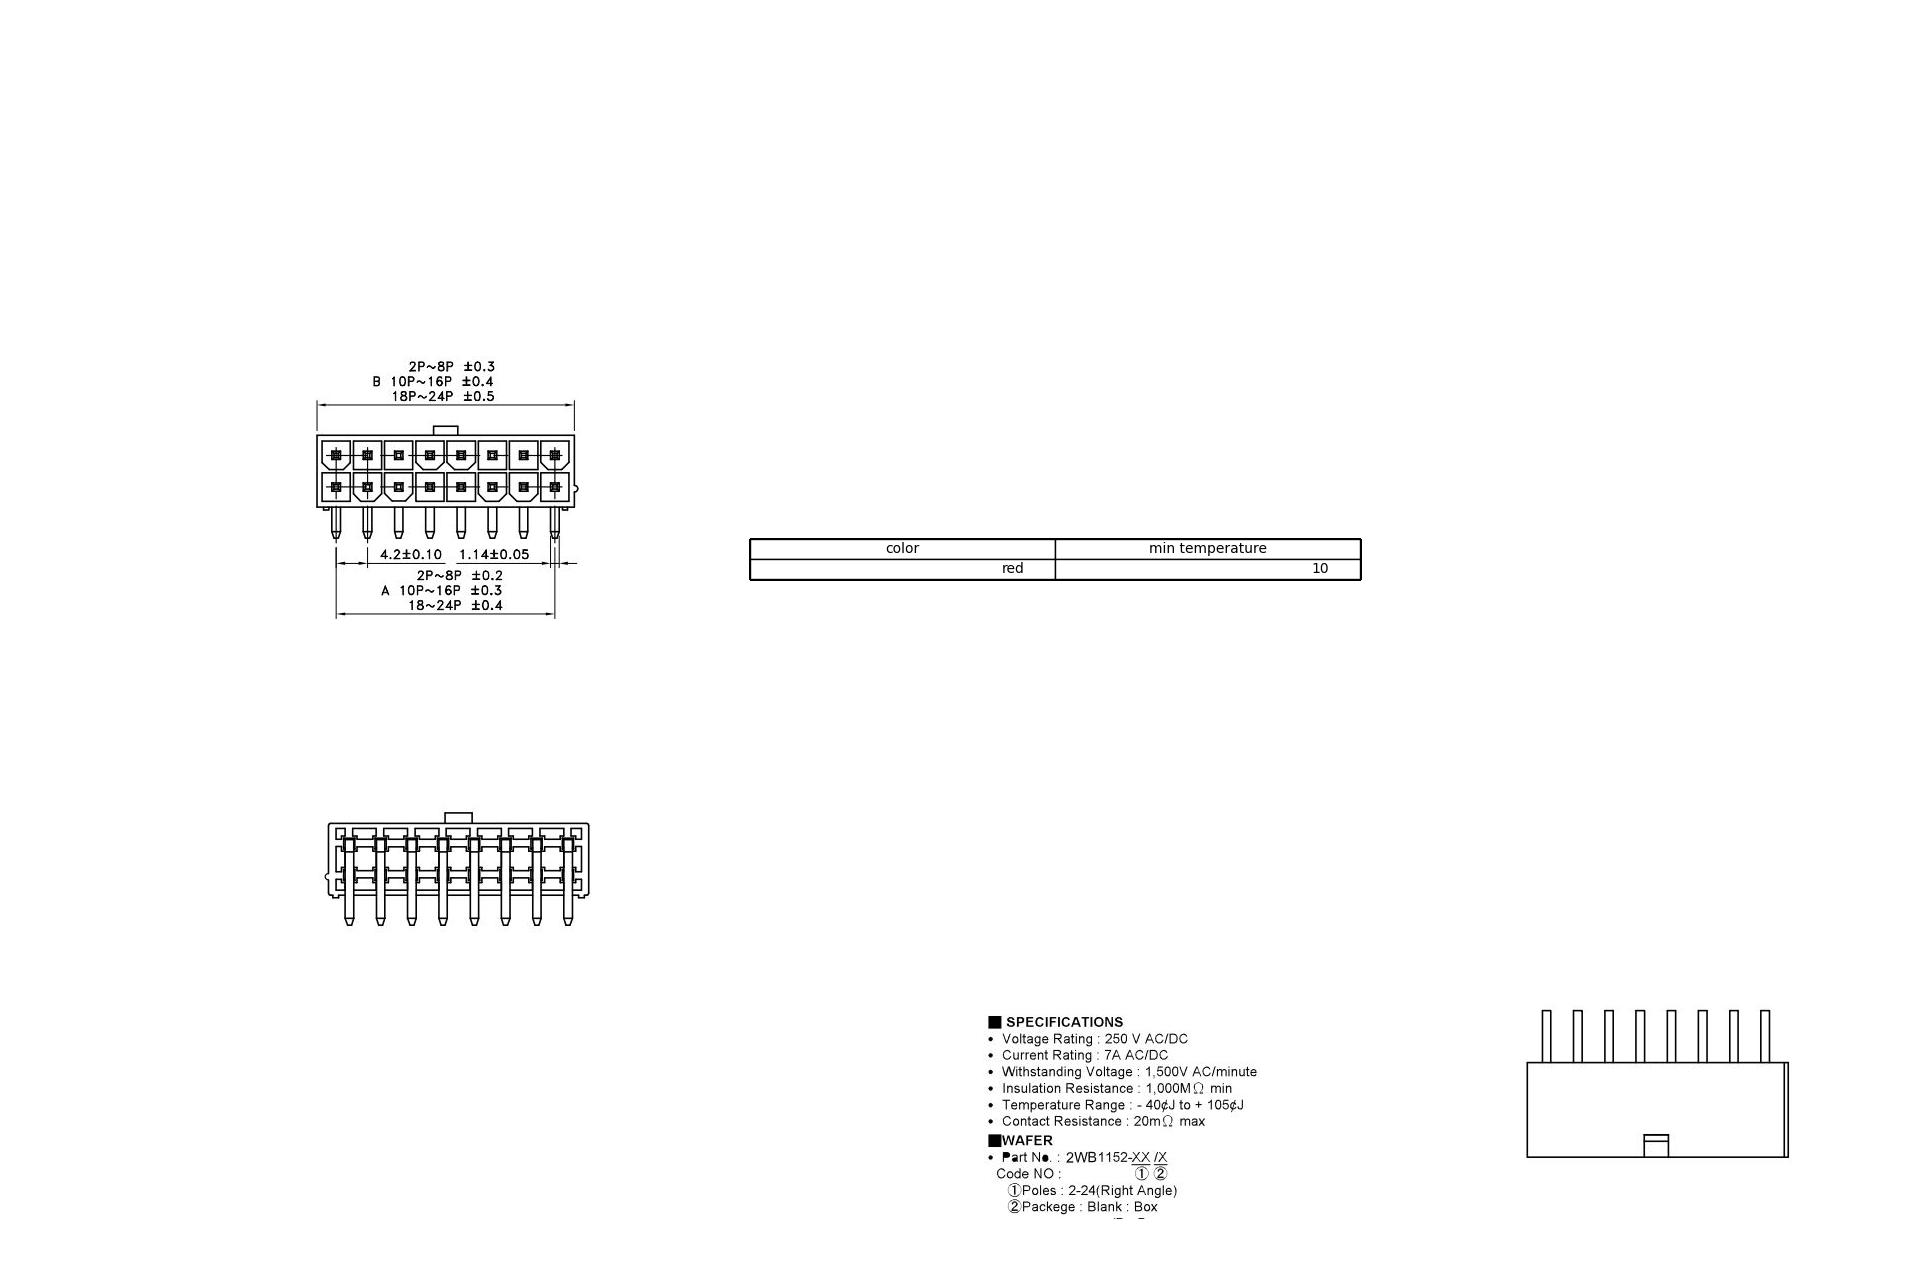 2P~8P ±0.3
B 10P~16P ±0.4
18P~24P ±0.5
4.2±0.10 1.14±0.05
2P~8P ±0.2
A 10P~16P ±0.3
18~24P ±0.4
color min temperature
red 10
■ SPECIFICATIONS
• Voltage Rating : 250 V AC/DC
• Current Rating : 7A AC/DC
• Withstanding Voltage : 1,500V AC/minute
• Insulation Resistance : 1,000MΩ min
• Temperature Range : - 40¢J to + 105¢J
• Contact Resistance : 20mΩ max
■WAFER
• Part No. : 2WB1152-XX /X
Code NO : ① ②
①Poles : 2-24(Right Angle)
②Packege : Blank : Box